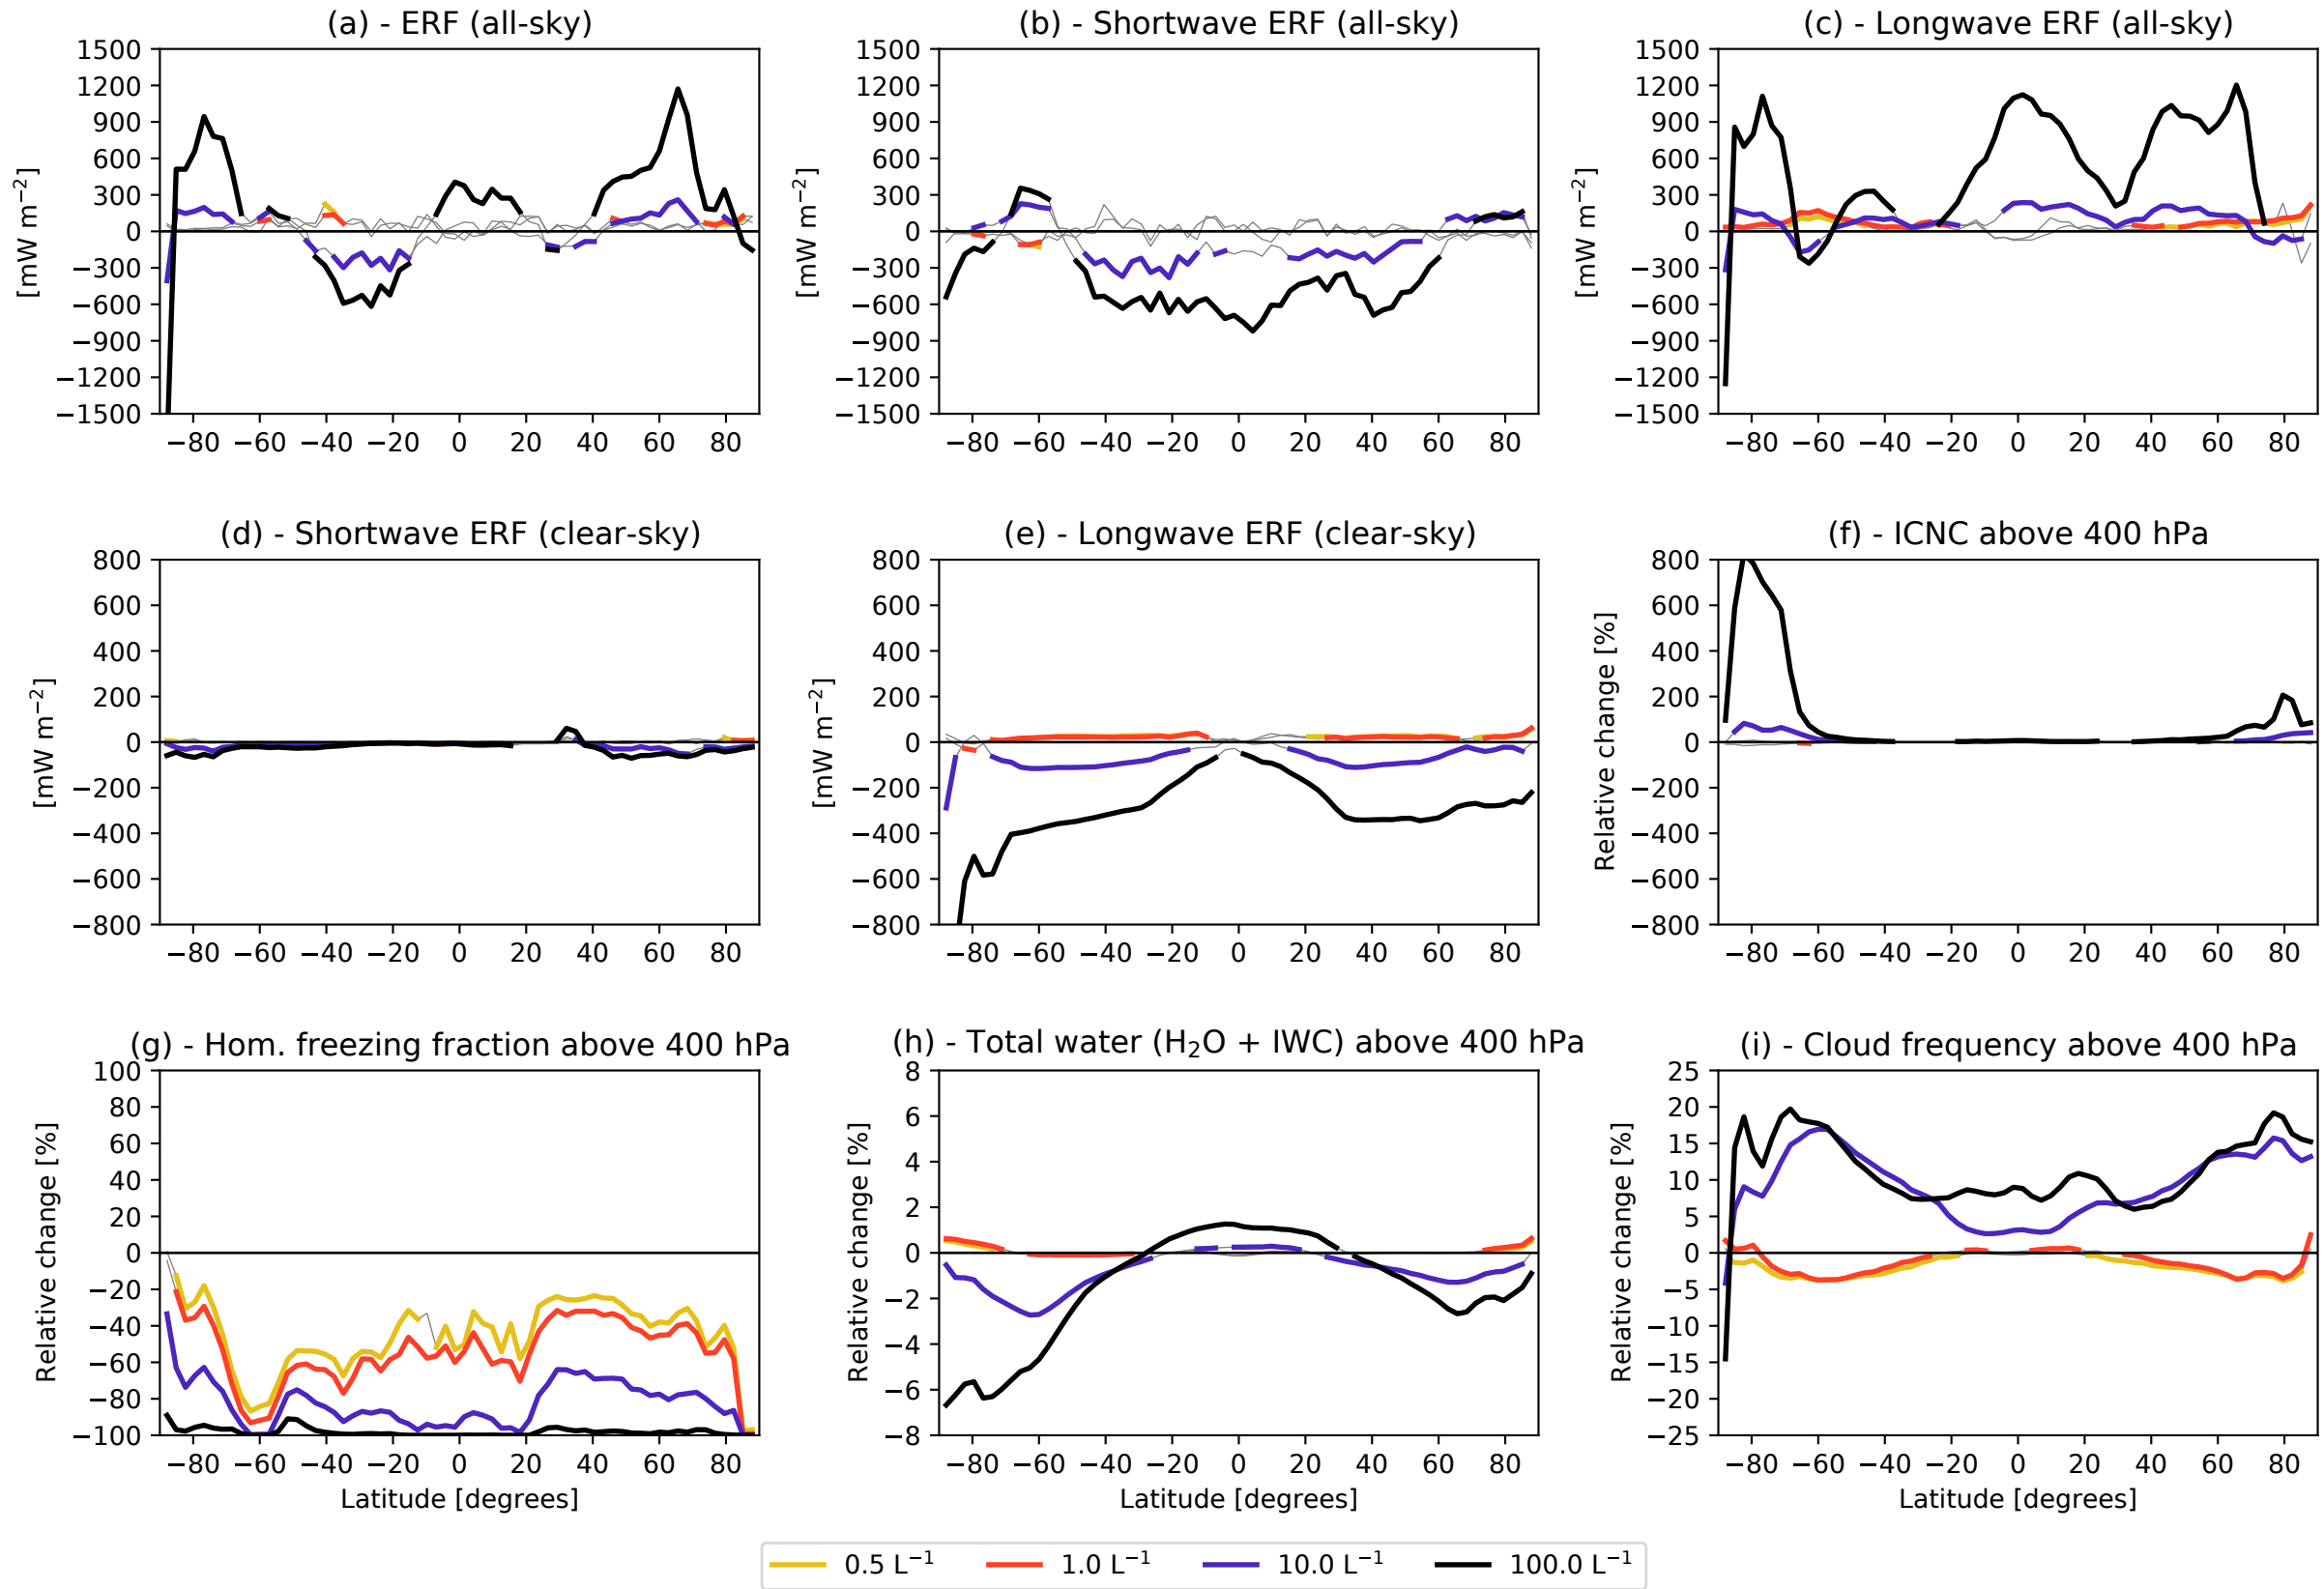 (a) - ERF (all-sky)
1500
1200
900
600
300
0
−300
−600
−900
−1200
−1500
[mW m⁻²]
−80 −60 −40 −20 0 20 40 60 80
(b) - Shortwave ERF (all-sky)
1500
1200
900
600
300
0
−300
−600
−900
−1200
−1500
[mW m⁻²]
−80 −60 −40 −20 0 20 40 60 80
(c) - Longwave ERF (all-sky)
1500
1200
900
600
300
0
−300
−600
−900
−1200
−1500
[mW m⁻²]
−80 −60 −40 −20 0 20 40 60 80
(d) - Shortwave ERF (clear-sky)
800
600
400
200
0
−200
−400
−600
−800
[mW m⁻²]
−80 −60 −40 −20 0 20 40 60 80
(e) - Longwave ERF (clear-sky)
800
600
400
200
0
−200
−400
−600
−800
[mW m⁻²]
−80 −60 −40 −20 0 20 40 60 80
(f) - ICNC above 400 hPa
800
600
400
200
0
−200
−400
−600
−800
Relative change [%]
−80 −60 −40 −20 0 20 40 60 80
(g) - Hom. freezing fraction above 400 hPa
100
80
60
40
20
0
−20
−40
−60
−80
−100
Relative change [%]
−80 −60 −40 −20 0 20 40 60 80
Latitude [degrees]
(h) - Total water (H₂O + IWC) above 400 hPa
8
6
4
2
0
−2
−4
−6
−8
Relative change [%]
−80 −60 −40 −20 0 20 40 60 80
Latitude [degrees]
(i) - Cloud frequency above 400 hPa
25
20
15
10
5
0
−5
−10
−15
−20
−25
Relative change [%]
−80 −60 −40 −20 0 20 40 60 80
Latitude [degrees]
0.5 L⁻¹ 1.0 L⁻¹ 10.0 L⁻¹ 100.0 L⁻¹